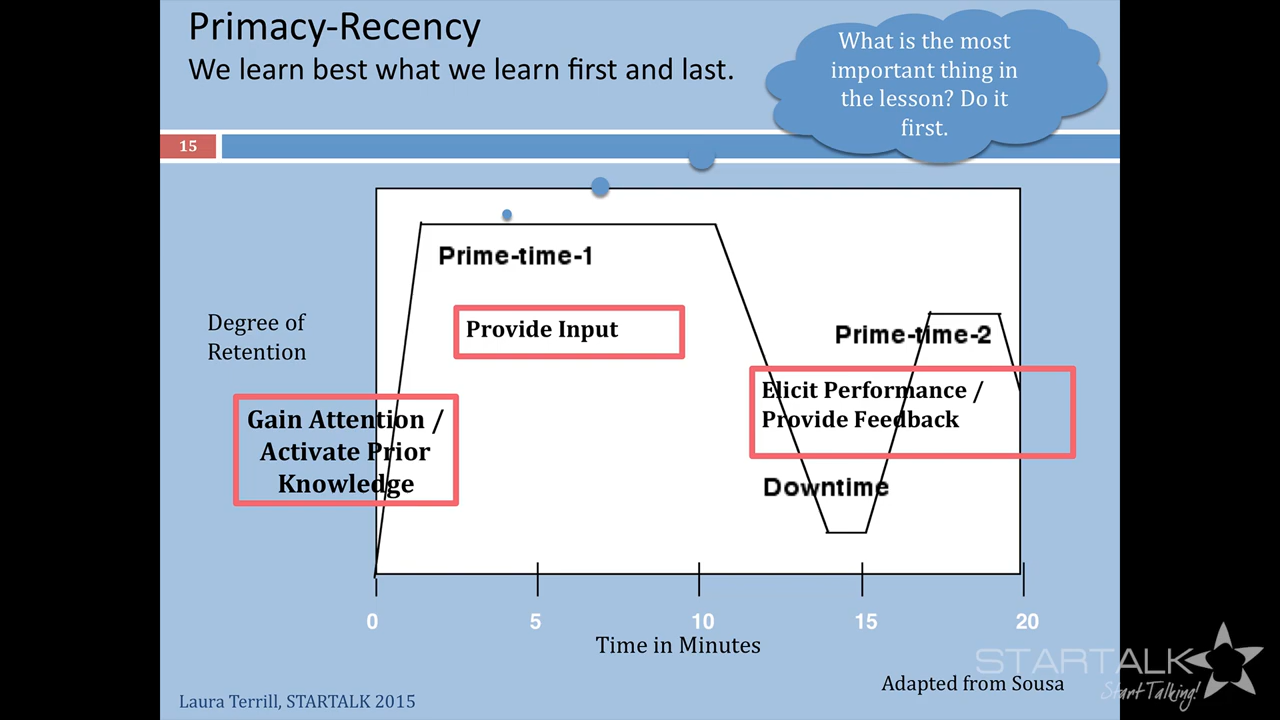 Primacy-Recency
We learn best what we learn first and last.
What is the most
important thing in
the lesson? Do it
first.
15
Prime-time-1
Provide Input
Degree of
Retention
Prime-time-2
Elicit Performance /
Provide Feedback
Gain Attention /
Activate Prior
Knowledge
Downtime
0 5 10 15 20
Time in Minutes
Adapted from Sousa
Laura Terrill, STARTALK 2015
STARTALK
Start Talking!